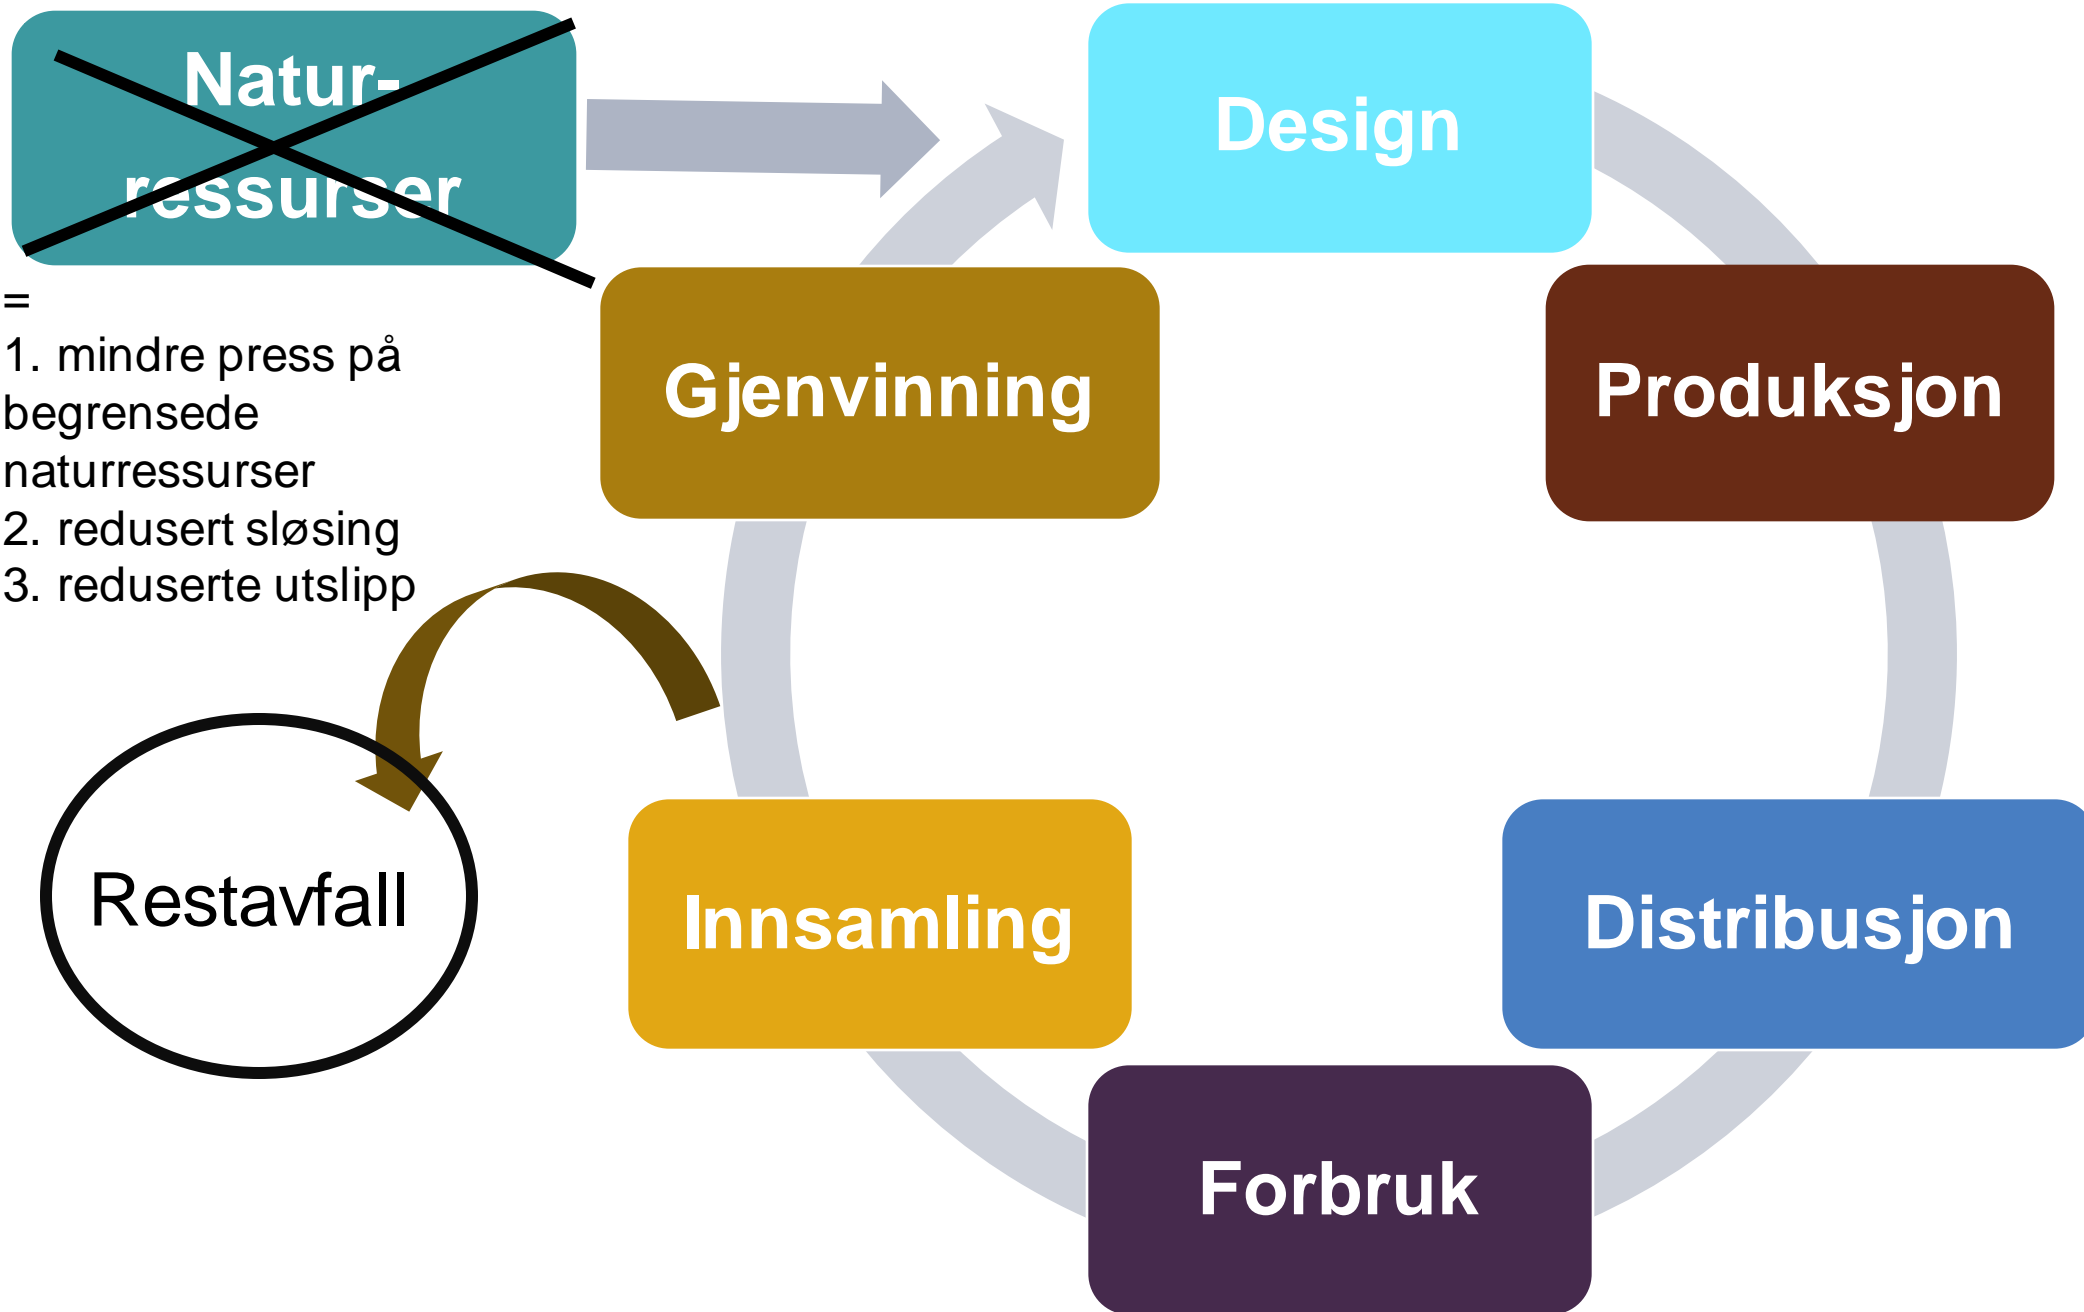 Natur-
ressurser
Design
=
1. mindre press på
begrensede
naturressurser
2. redusert sløsing
3. reduserte utslipp
Gjenvinning
Produksjon
Restavfall
Innsamling
Distribusjon
Forbruk